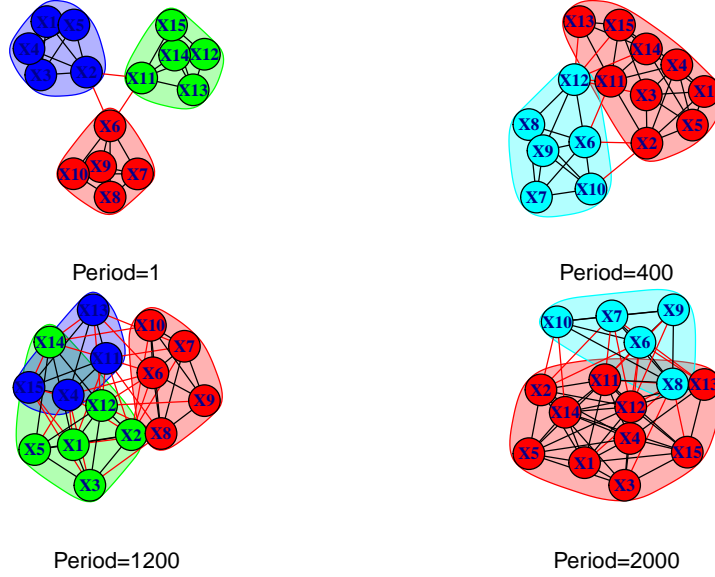 X1 X5 X4 X3 X2
X15 X14 X12 X11 X13
X6 X9 X10 X7 X8
Period=1
X13 X15 X14 X4 X12 X11 X3 X1 X5 X2
X8 X6 X9 X10 X7
Period=400
X13 X10 X14 X7 X11 X6 X15 X4 X12 X9
X2 X8 X5 X1 X3
Period=1200
X9 X7 X10 X6 X8
X11 X13 X2 X12 X14 X4 X5 X1 X15 X3
Period=2000